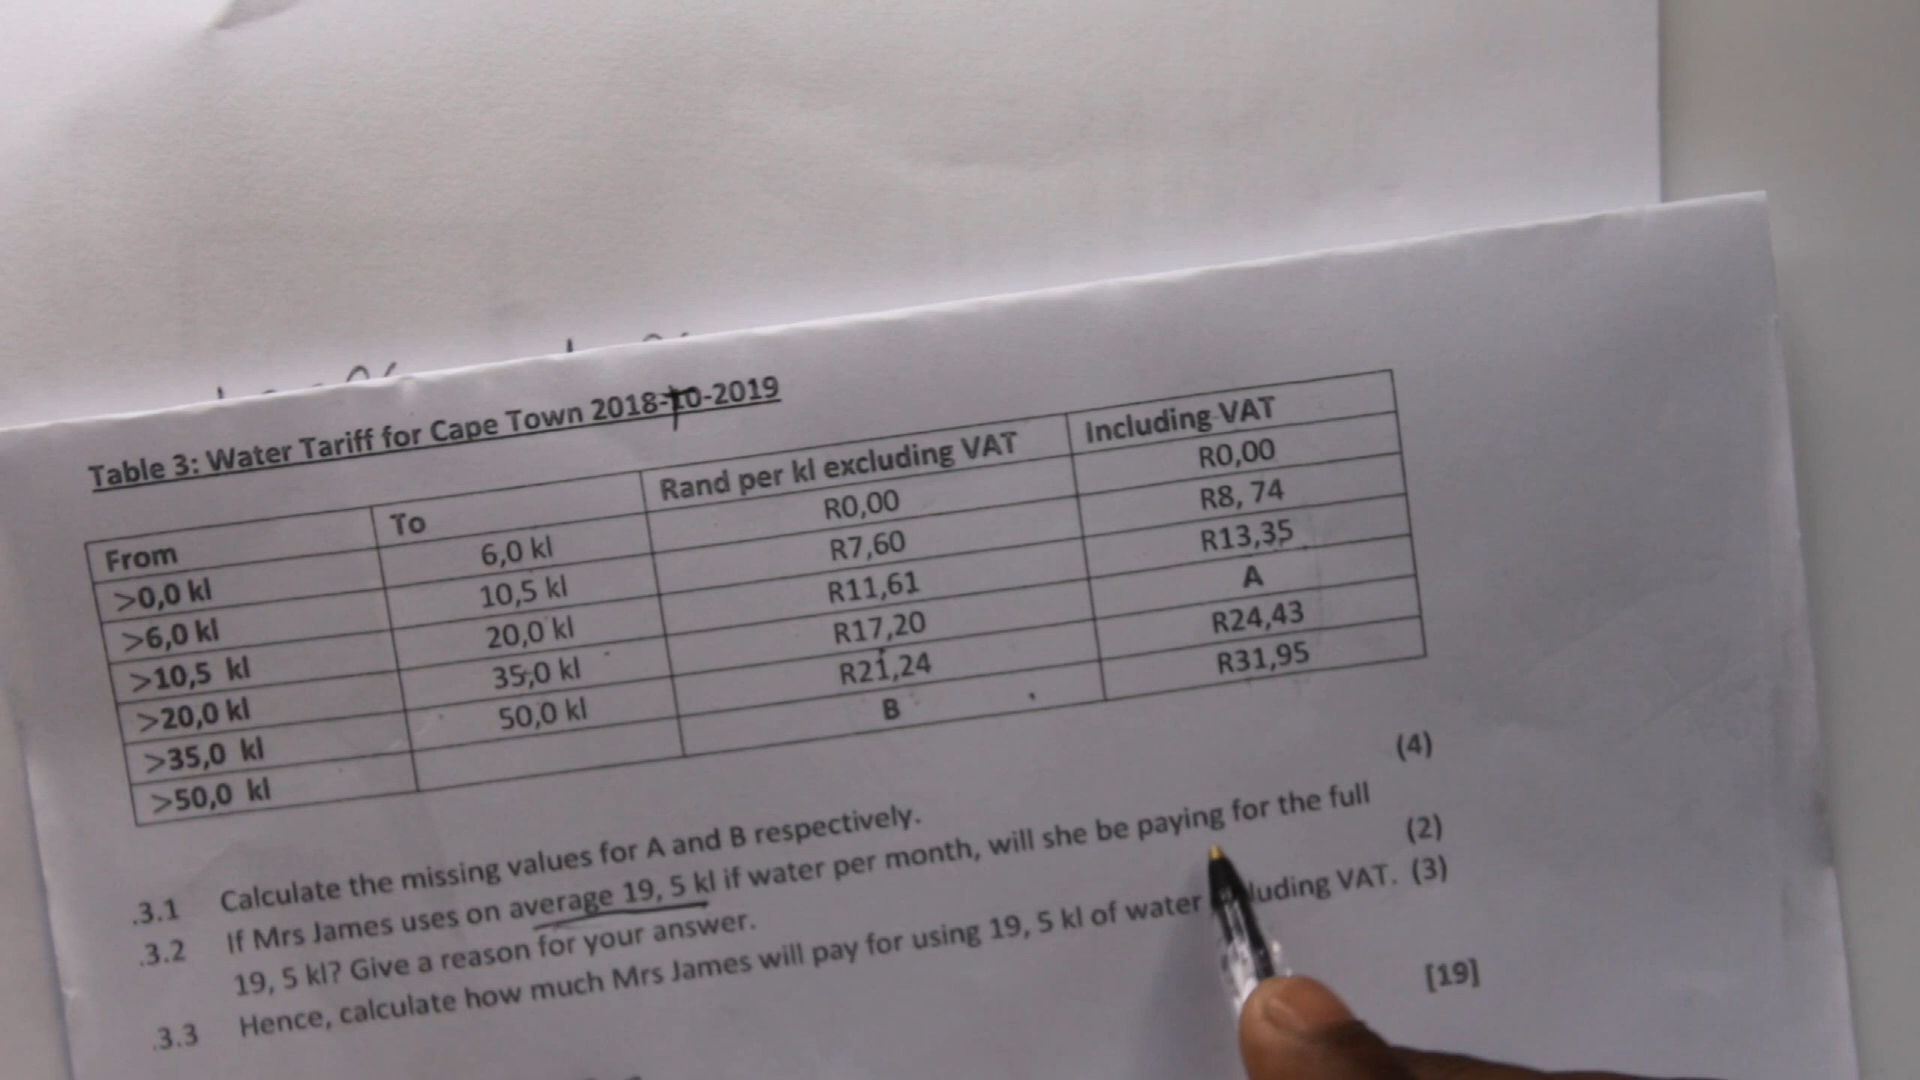 Table 3: Water Tariff for Cape Town 2018-to-2019
From To Rand per kl excluding VAT Including VAT
>0,0 kl 6,0 kl R0,00 R0,00
>6,0 kl 10,5 kl R7,60 R8, 74
>10,5 kl 20,0 kl R11,61 R13,35
>20,0 kl 35,0 kl R17,20 A
>35,0 kl 50,0 kl R21,24 R24,43
>50,0 kl B R31,95
.3.1 Calculate the missing values for A and B respectively. (4)
.3.2 If Mrs James uses on average 19, 5 kl if water per month, will she be paying for the full
19, 5 kl? Give a reason for your answer. (2)
.3.3 Hence, calculate how much Mrs James will pay for using 19, 5 kl of water VAT. (3)
[19]